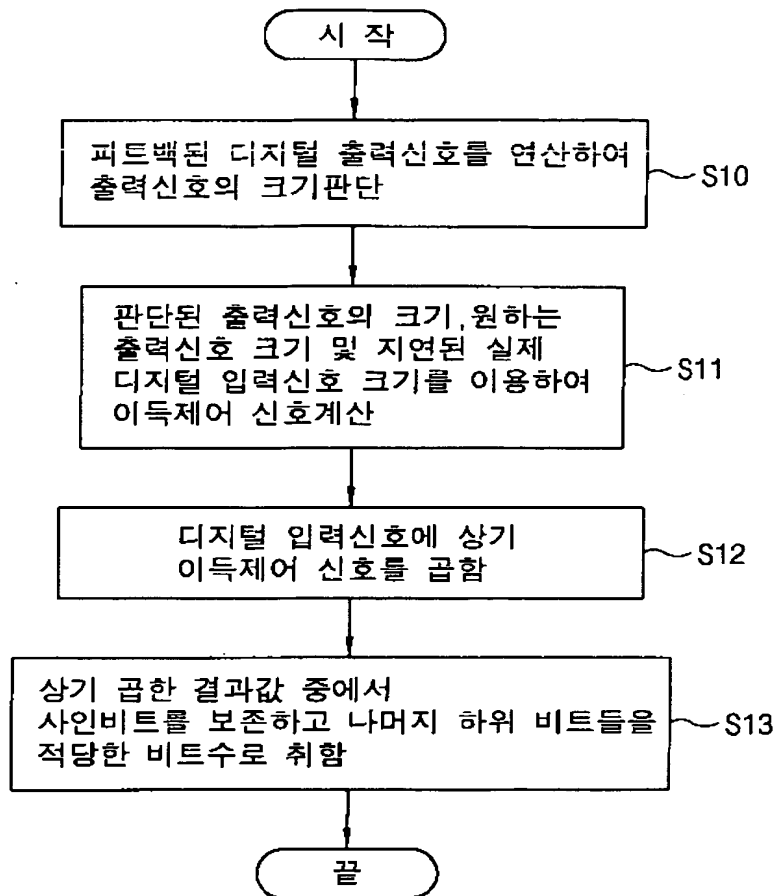 시 작
피트백된 디지털 출력신호를 연산하여
출력신호의 크기판단
S10
판단된 출력신호의 크기,원하는
출력신호 크기 및 지연된 실제
디지털 입력신호 크기를 이용하여
이득제어 신호계산
S11
디지털 입력신호에 상기
이득제어 신호를 곱함
S12
상기 곱한 결과값 중에서
사인비트를 보존하고 나머지 하위 비트들을
적당한 비트수로 취함
S13
끝